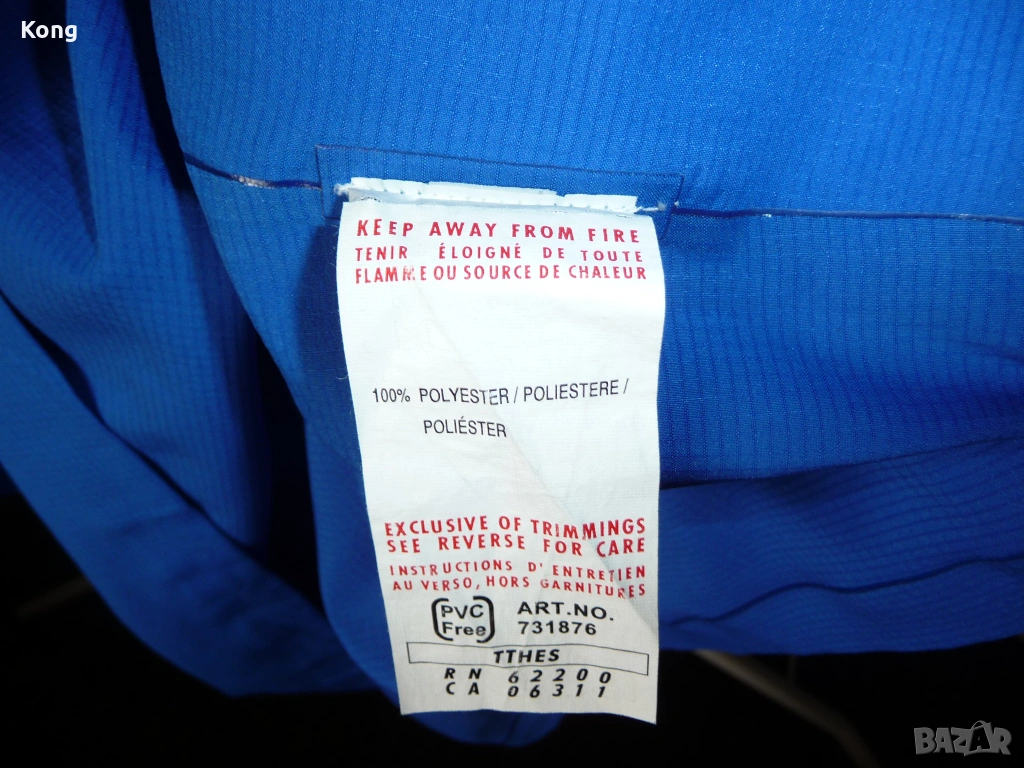 Kong
KEEP AWAY FROM FIRE
TENIR ÉLOIGNÉ DE TOUTE
FLAMME OU SOURCE DE CHALEUR
100% POLYESTER / POLIESTERE /
POLIÉSTER
EXCLUSIVE OF TRIMMINGS
SEE REVERSE FOR CARE
INSTRUCTIONS D'ENTRETIEN
AU VERSO, HORS GARNITURES
PVC Free
ART.NO.
731876
TTHES
RN 62200
CA 06311
BAZAR